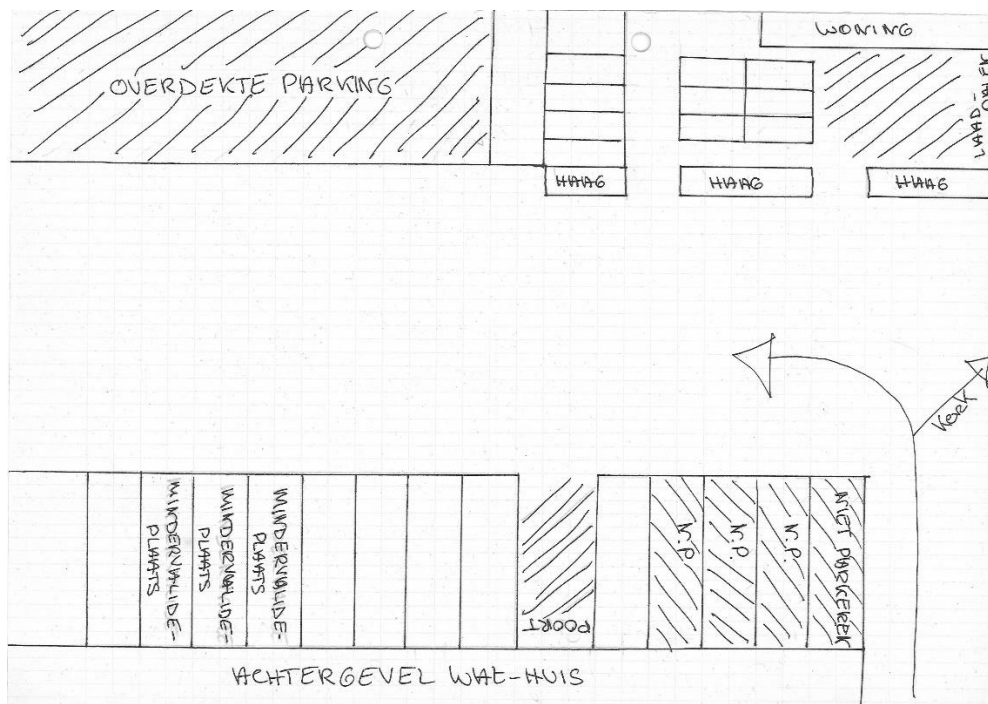 WONING
OVERDEKTE PARKING
LAAD-
HAAG
HAAG
HAAG
Kerk
MINDERVALIDE-
PLAATS
MINDERVALIDE-
PLAATS
MINDERVALIDE-
PLAATS
POORT
N.P.
N.P.
N.P.
NIET PARKEREN
ACHTERGEVEL WAE-HUIS